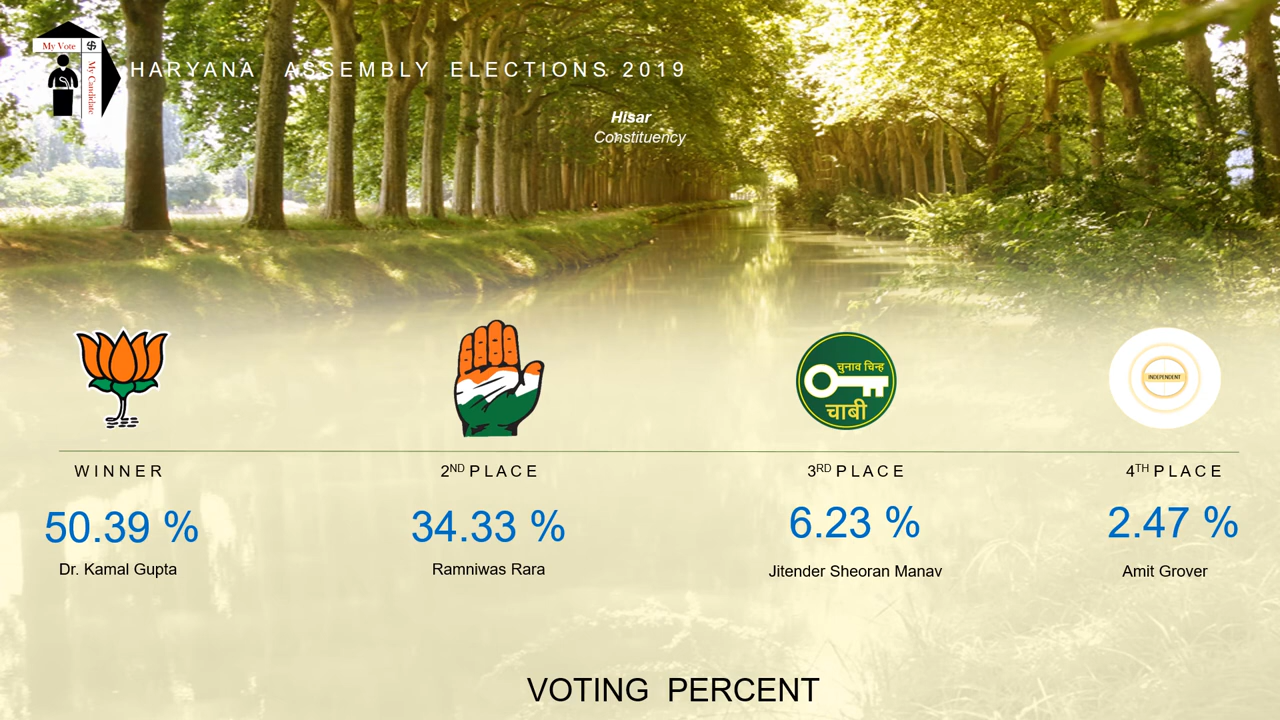 My Vote
My Candidate
HARYANA ASSEMBLY ELECTIONS 2019
Hisar
Constituency
चुनाव चिन्ह
चाबी
INDEPENDENT
WINNER
2ND PLACE
3RD PLACE
4TH PLACE
50.39 %
34.33 %
6.23 %
2.47 %
Dr. Kamal Gupta
Ramniwas Rara
Jitender Sheoran Manav
Amit Grover
VOTING PERCENT